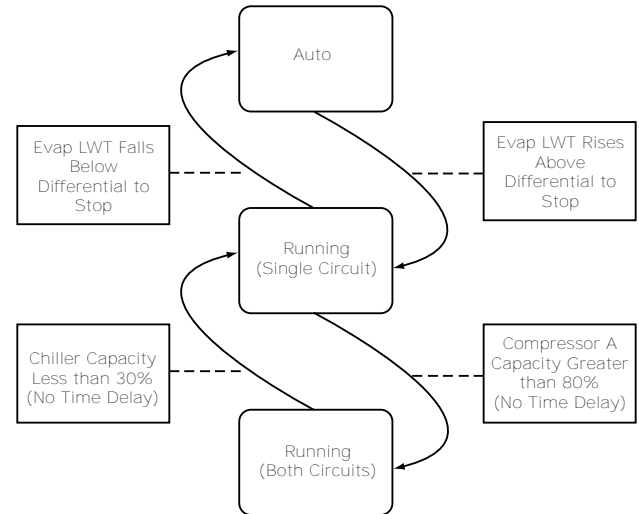 Auto
Evap LWT Falls
Below
Differential to
Stop
Evap LWT Rises
Above
Differential to
Stop
Running
(Single Circuit)
Chiller Capacity
Less than 30%
(No Time Delay)
Compressor A
Capacity Greater
than 80%
(No Time Delay)
Running
(Both Circuits)